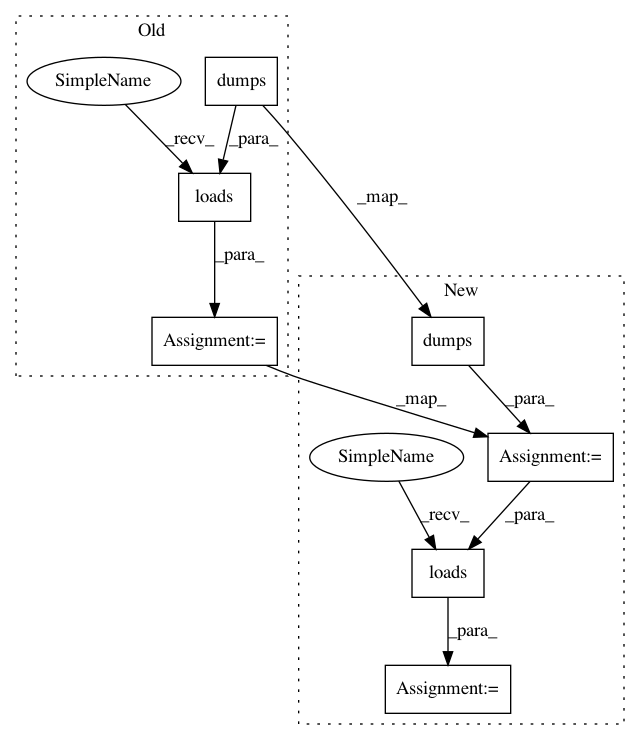 Old
SimpleName
dumps
_recv_
_para_
loads
_map_
_para_
New
Assignment:=
dumps
_map_
_para_
SimpleName
Assignment:=
_recv_
_para_
loads
_para_
Assignment:=